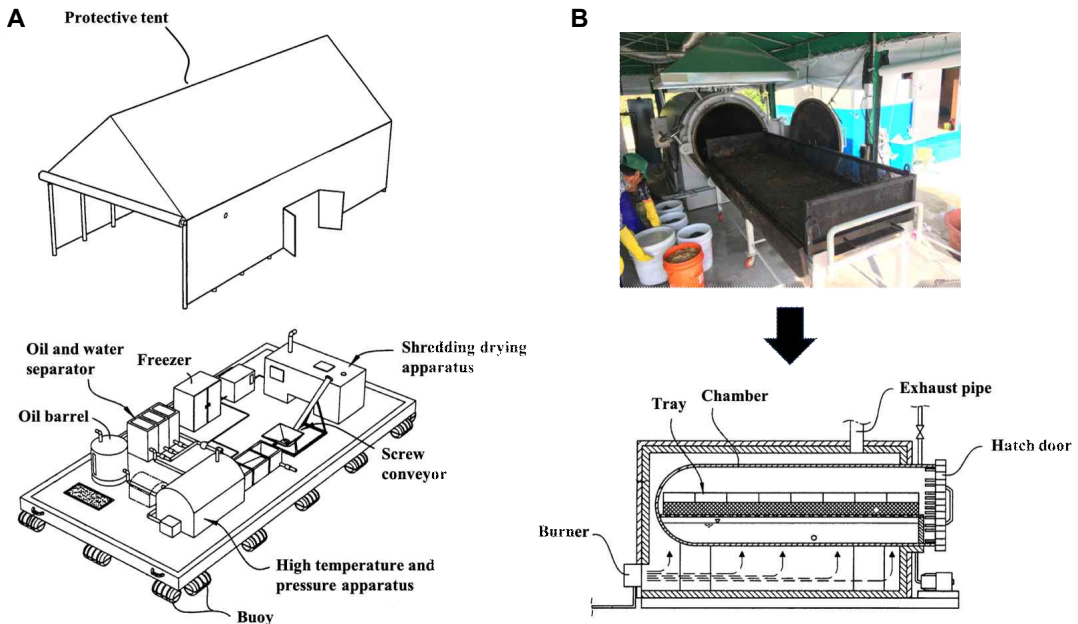 A
Protective tent
Oil and water
separator
Freezer
Shredding drying
apparatus
Oil barrel
Screw
conveyor
High temperature and
pressure apparatus
Buoy
B
Exhaust pipe
Chamber
Tray
Hatch door
Burner